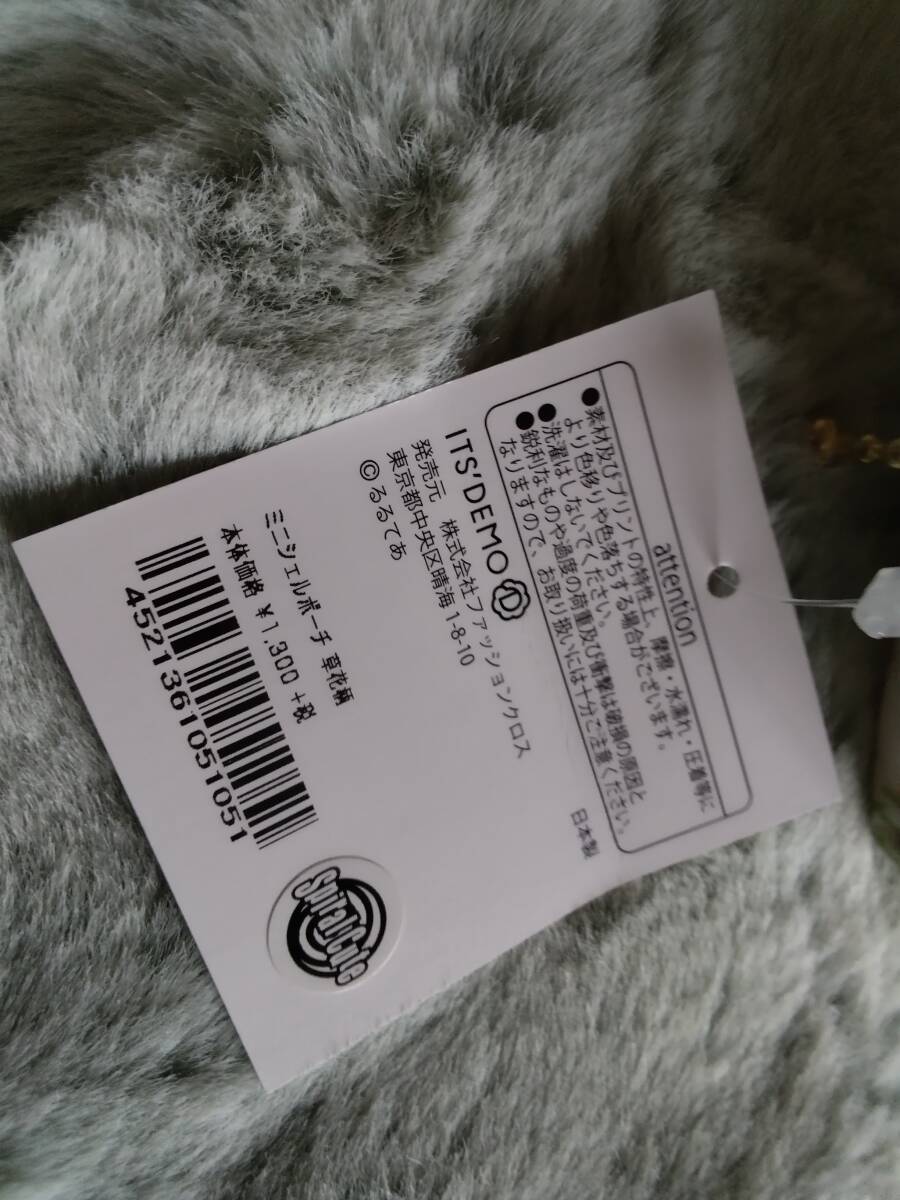 attention
●素材及びプリントの特性上、摩擦・水濡れ・圧着等に
より色移りや色落ちする場合がございます。
●洗濯はしないでください。
●鋭利なものや過度の荷重及び衝撃は破損の原因と
なりますので、お取り扱いには十分ご注意ください。
日本製
ITS'DEMO
発売元 株式会社ファッションクロス
東京都中央区晴海 1-8-10
©るるてあ
ミニシェルポーチ 草花柄
本体価格 ¥1,300 +税
4521361051051
SpiralCute